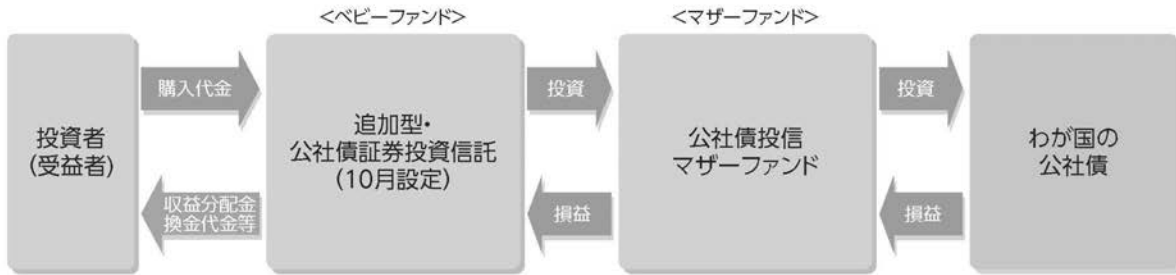 <ベビーファンド>
<マザーファンド>
投資者
(受益者)
購入代金
収益分配金
換金代金等
追加型・
公社債証券投資信託
(10月設定)
投資
損益
公社債投信
マザーファンド
投資
損益
わが国の
公社債